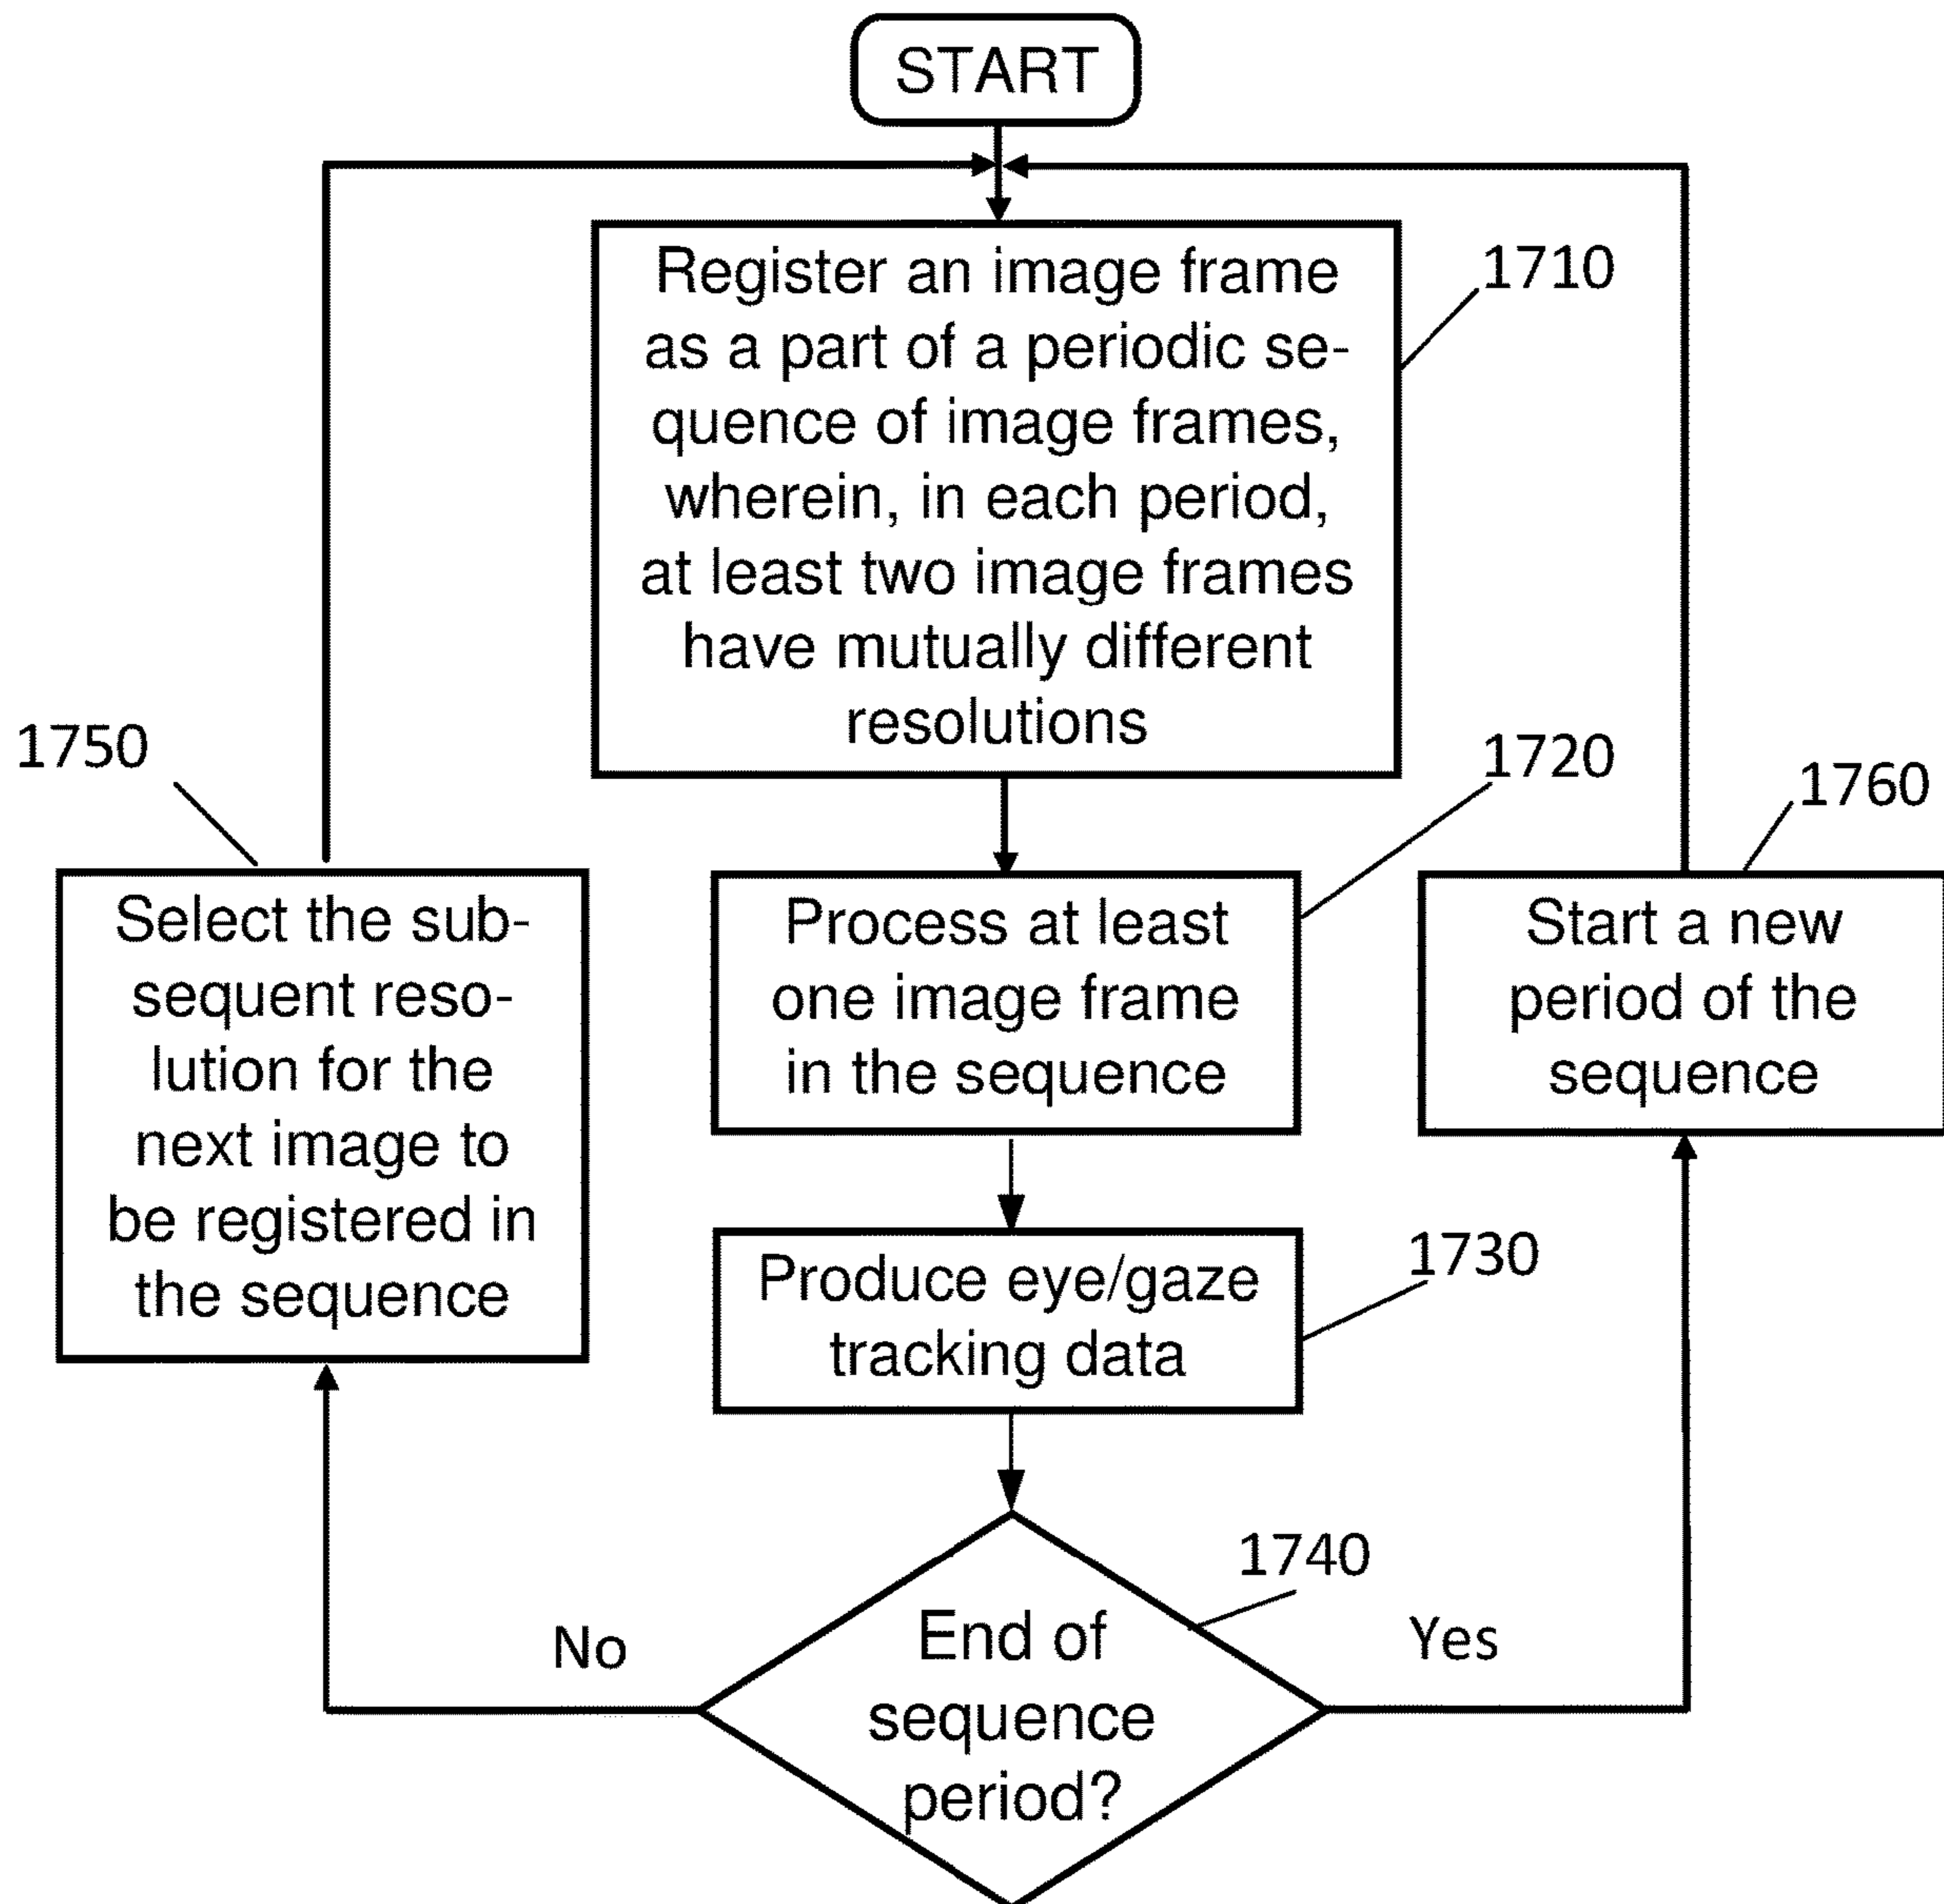 START
Register an image frame
as a part of a periodic se-
quence of image frames,
wherein, in each period,
at least two image frames
have mutually different
resolutions
1710
1720
Process at least
one image frame
in the sequence
1730
Produce eye/gaze
tracking data
1740
End of
sequence
period?
No
Yes
1750
Select the sub-
sequent reso-
lution for the
next image to
be registered in
the sequence
1760
Start a new
period of the
sequence